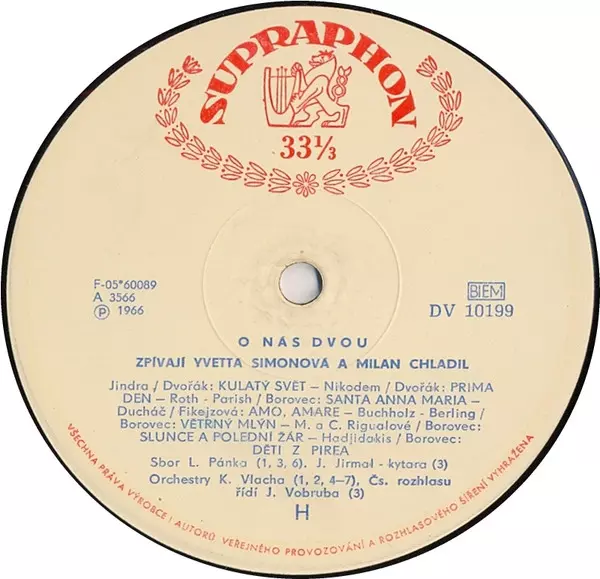 SUPRAPHON
33⅓
F-05*60089
A 3566
Ⓟ 1966
BIEM
DV 10199
O NÁS DVOU
ZPÍVAJÍ YVETTA SIMONOVÁ A MILAN CHLADIL
Jindra / Dvořák: KULATÝ SVĚT – Nikodem / Dvořák: PRIMA
DEN – Roth - Parish / Borovec: SANTA ANNA MARIA –
Ducháč / Fikejzová: AMO, AMARE – Buchholz - Berling /
Borovec: VĚTRNÝ MLÝN – M. a C. Rigualové / Borovec:
SLUNCE A POLEDNÍ ŽÁR – Hadjidakis / Borovec:
DĚTI Z PIREA
Sbor L. Pánka (1, 3, 6). J. Jirmal - kytara (3)
Orchestry K. Vlacha (1, 2, 4–7), Čs. rozhlasu
řídí J. Vobruba (3)
H
VŠECHNA PRÁVA VÝROBCE I AUTORŮ VEŘEJNÉHO PROVOZOVÁNÍ A ROZHLASOVÉHO ŠÍŘENÍ VYHRAŽENA